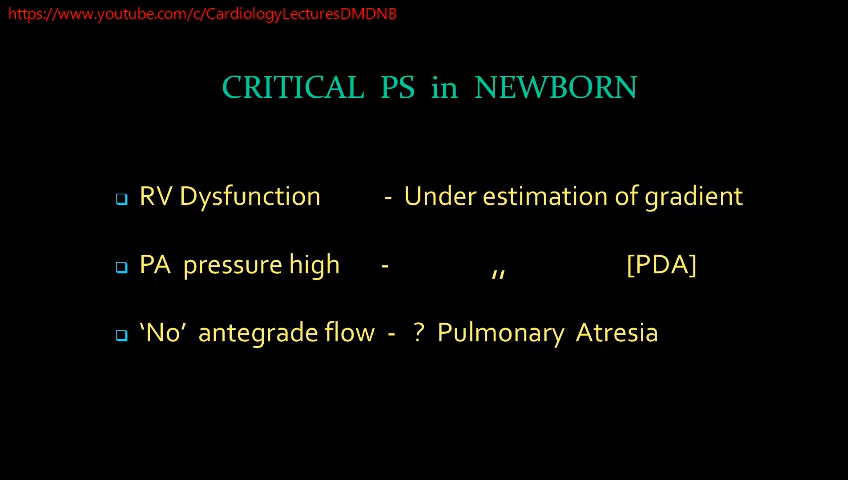 https://www.youtube.com/c/CardiologyLecturesDMDNB
CRITICAL PS in NEWBORN
RV Dysfunction - Under estimation of gradient
PA pressure high - ,, [PDA]
‘No’ antegrade flow - ? Pulmonary Atresia